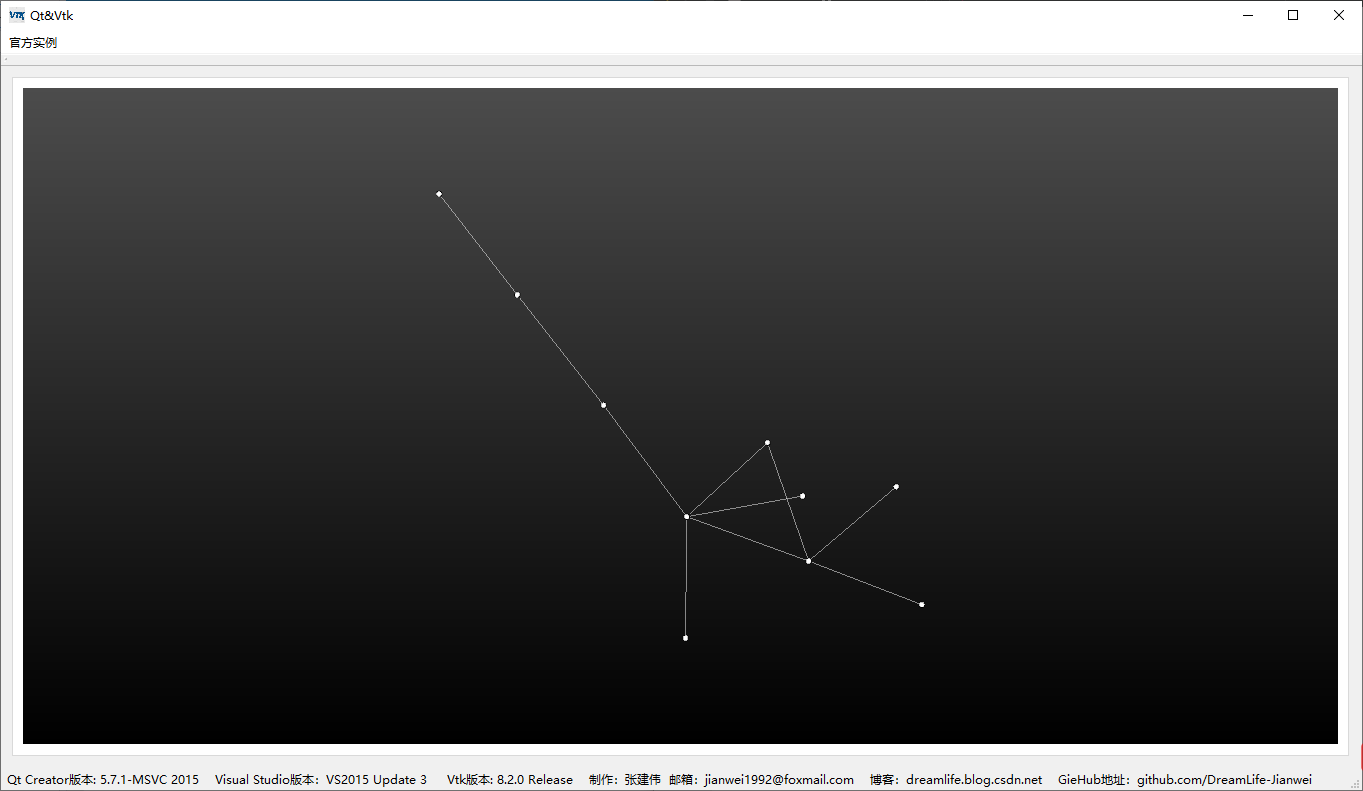 VTK Qt&Vtk
官方实例
Qt Creator版本: 5.7.1-MSVC 2015 Visual Studio版本：VS2015 Update 3 Vtk版本: 8.2.0 Release 制作：张建伟 邮箱：jianwei1992@foxmail.com 博客：dreamlife.blog.csdn.net GieHub地址：github.com/DreamLife-Jianwei